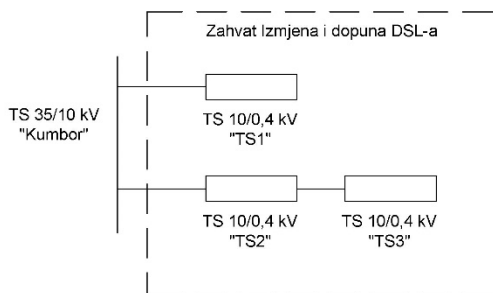 Zahvat Izmjena i dopuna DSL-a
TS 35/10 kV
"Kumbor"
TS 10/0,4 kV
"TS1"
TS 10/0,4 kV
"TS2"
TS 10/0,4 kV
"TS3"